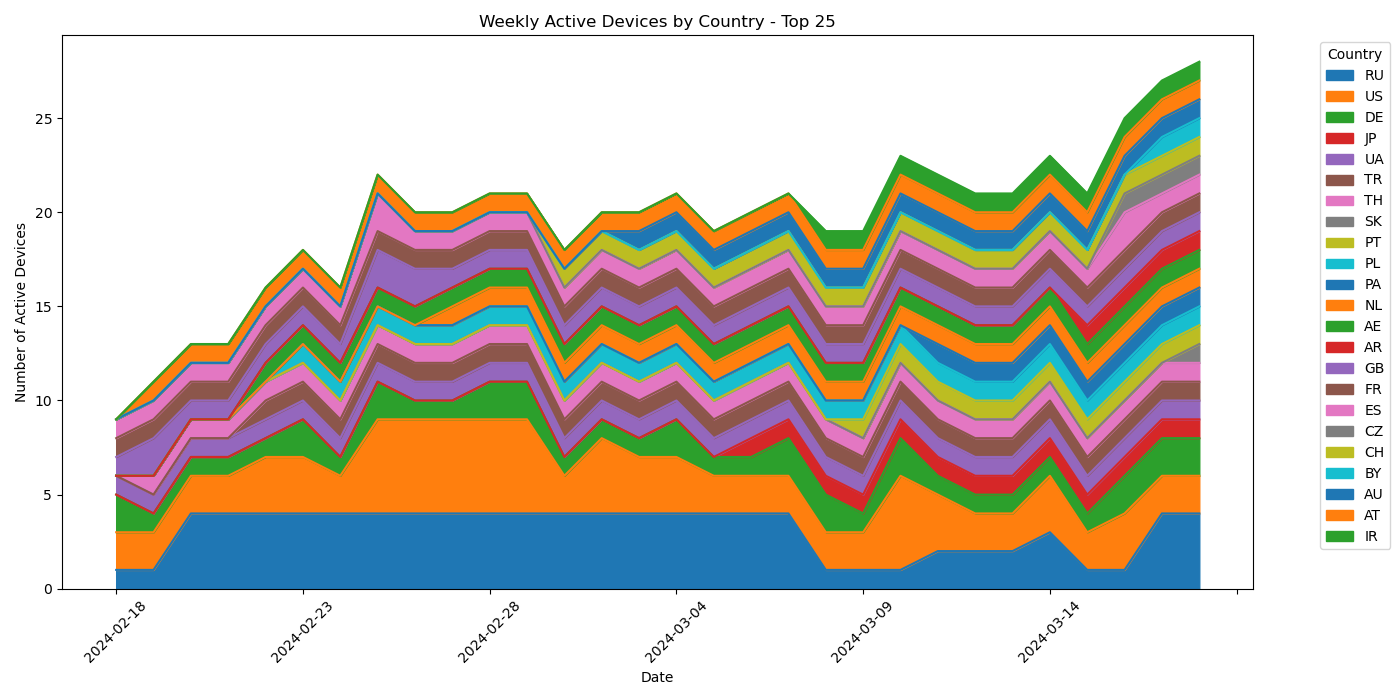 Weekly Active Devices by Country - Top 25
Number of Active Devices
25
20
15
10
5
0
2024-02-18
2024-02-23
2024-02-28
2024-03-04
2024-03-09
2024-03-14
Date
Country
RU
US
DE
JP
UA
TR
TH
SK
PT
PL
PA
NL
AE
AR
GB
FR
ES
CZ
CH
BY
AU
AT
IR